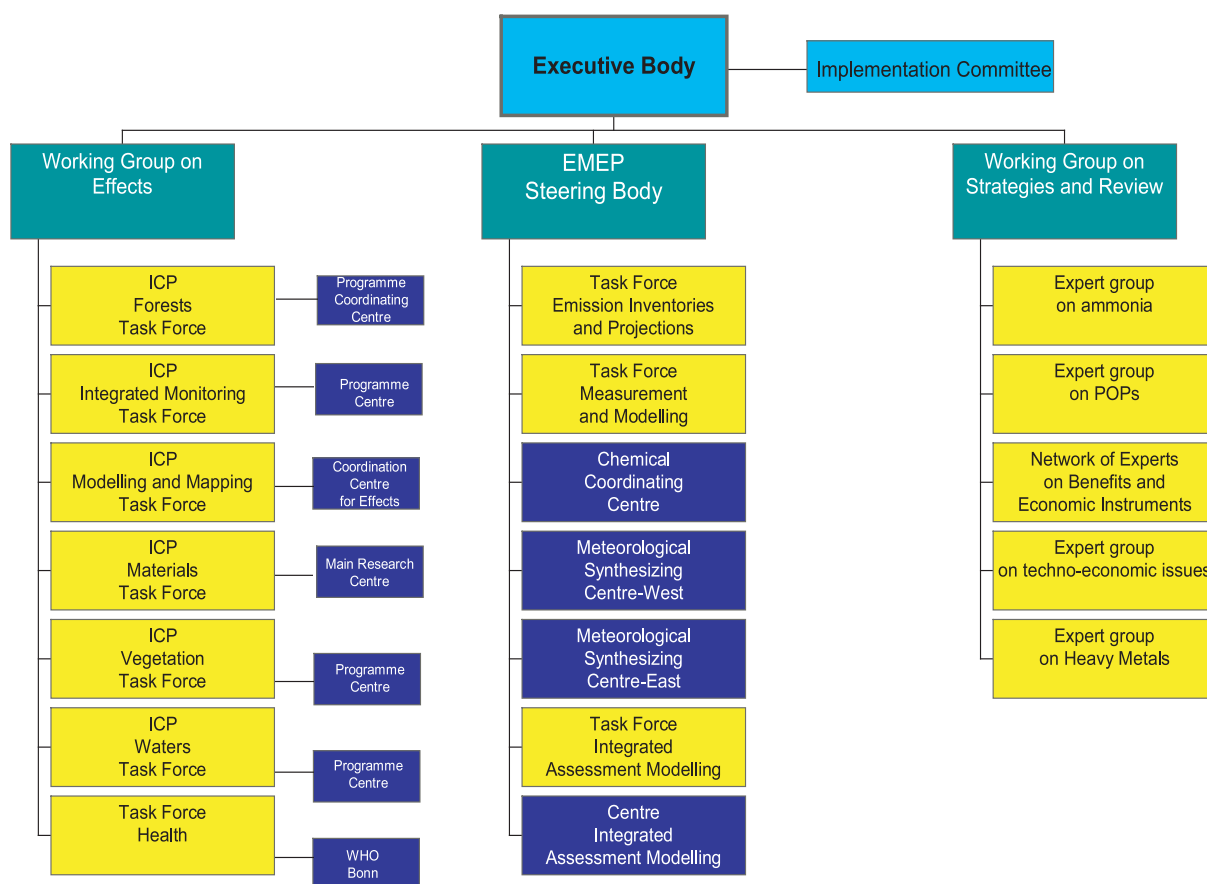 Executive Body
Implementation Committee
Working Group on
Effects
ICP
Forests
Task Force
Programme
Coordinating
Centre
ICP
Integrated Monitoring
Task Force
Programme
Centre
ICP
Modelling and Mapping
Task Force
Coordination
Centre
for Effects
ICP
Materials
Task Force
Main Research
Centre
ICP
Vegetation
Task Force
Programme
Centre
ICP
Waters
Task Force
Programme
Centre
Task Force
Health
WHO
Bonn
EMEP
Steering Body
Task Force
Emission Inventories
and Projections
Task Force
Measurement
and Modelling
Chemical
Coordinating
Centre
Meteorological
Synthesizing
Centre-West
Meteorological
Synthesizing
Centre-East
Task Force
Integrated
Assessment Modelling
Centre
Integrated
Assessment Modelling
Working Group on
Strategies and Review
Expert group
on ammonia
Expert group
on POPs
Network of Experts
on Benefits and
Economic Instruments
Expert group
on techno-economic issues
Expert group
on Heavy Metals